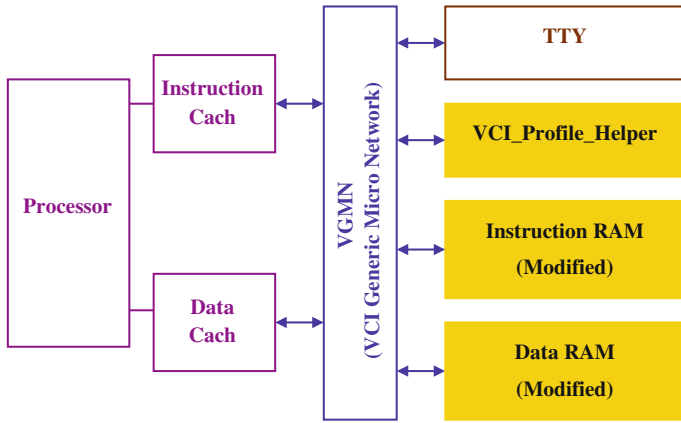 Processor
Instruction
Cach
Data
Cach
VGMN
(VCI Generic Micro Network)
TTY
VCI_Profile_Helper
Instruction RAM
(Modified)
Data RAM
(Modified)